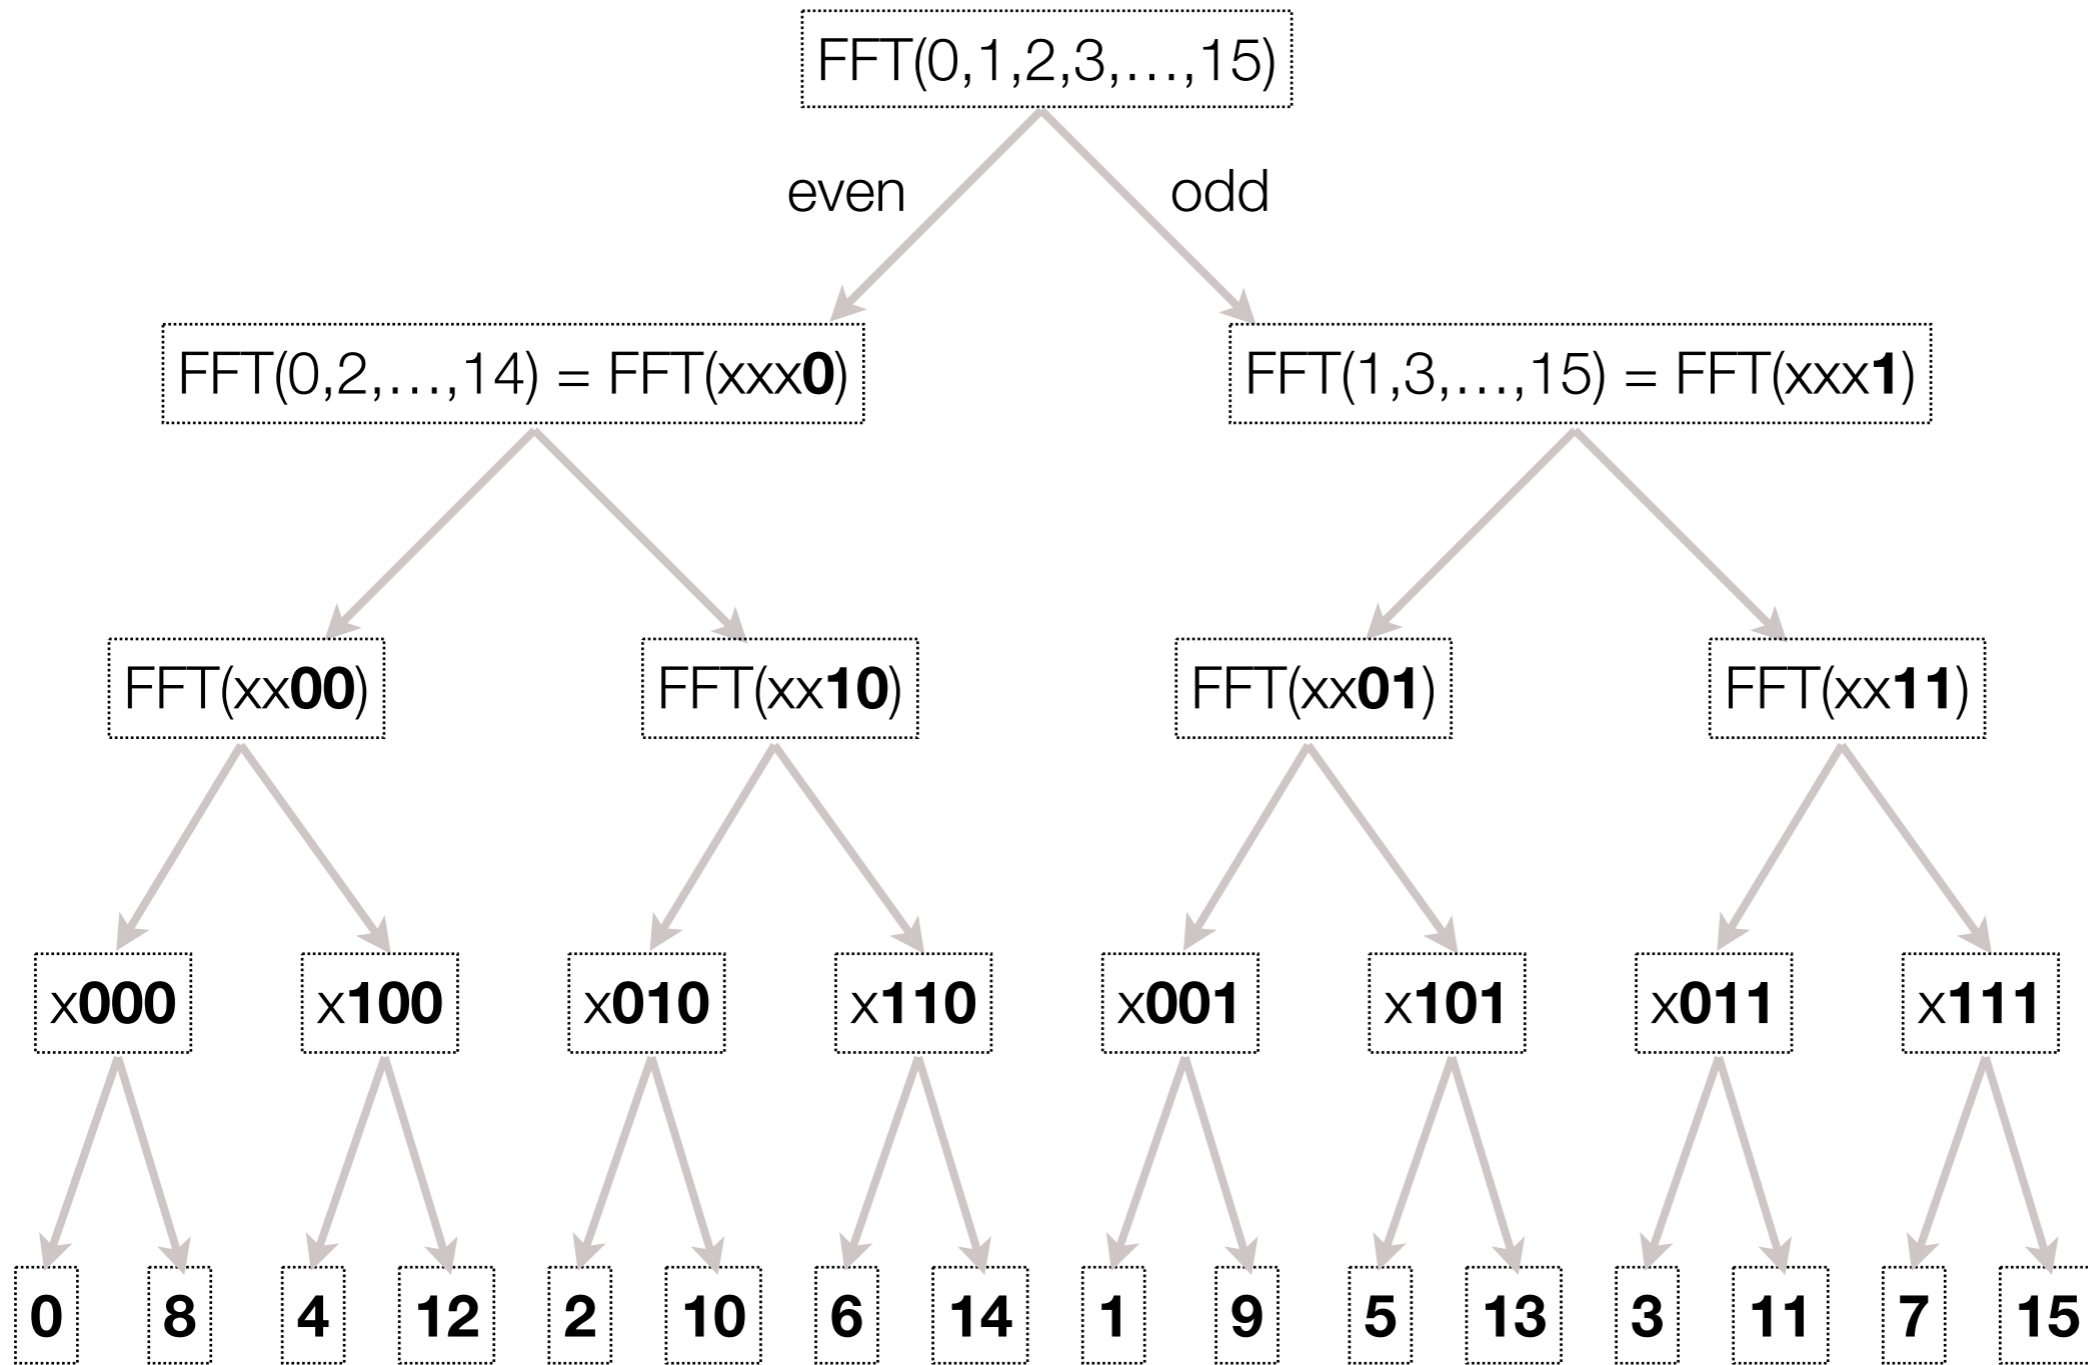 FFT(0,1,2,3,…,15)
even odd
FFT(0,2,…,14) = FFT(xxx0) FFT(1,3,…,15) = FFT(xxx1)
FFT(xx00) FFT(xx10) FFT(xx01) FFT(xx11)
x000 x100 x010 x110 x001 x101 x011 x111
0 8 4 12 2 10 6 14 1 9 5 13 3 11 7 15